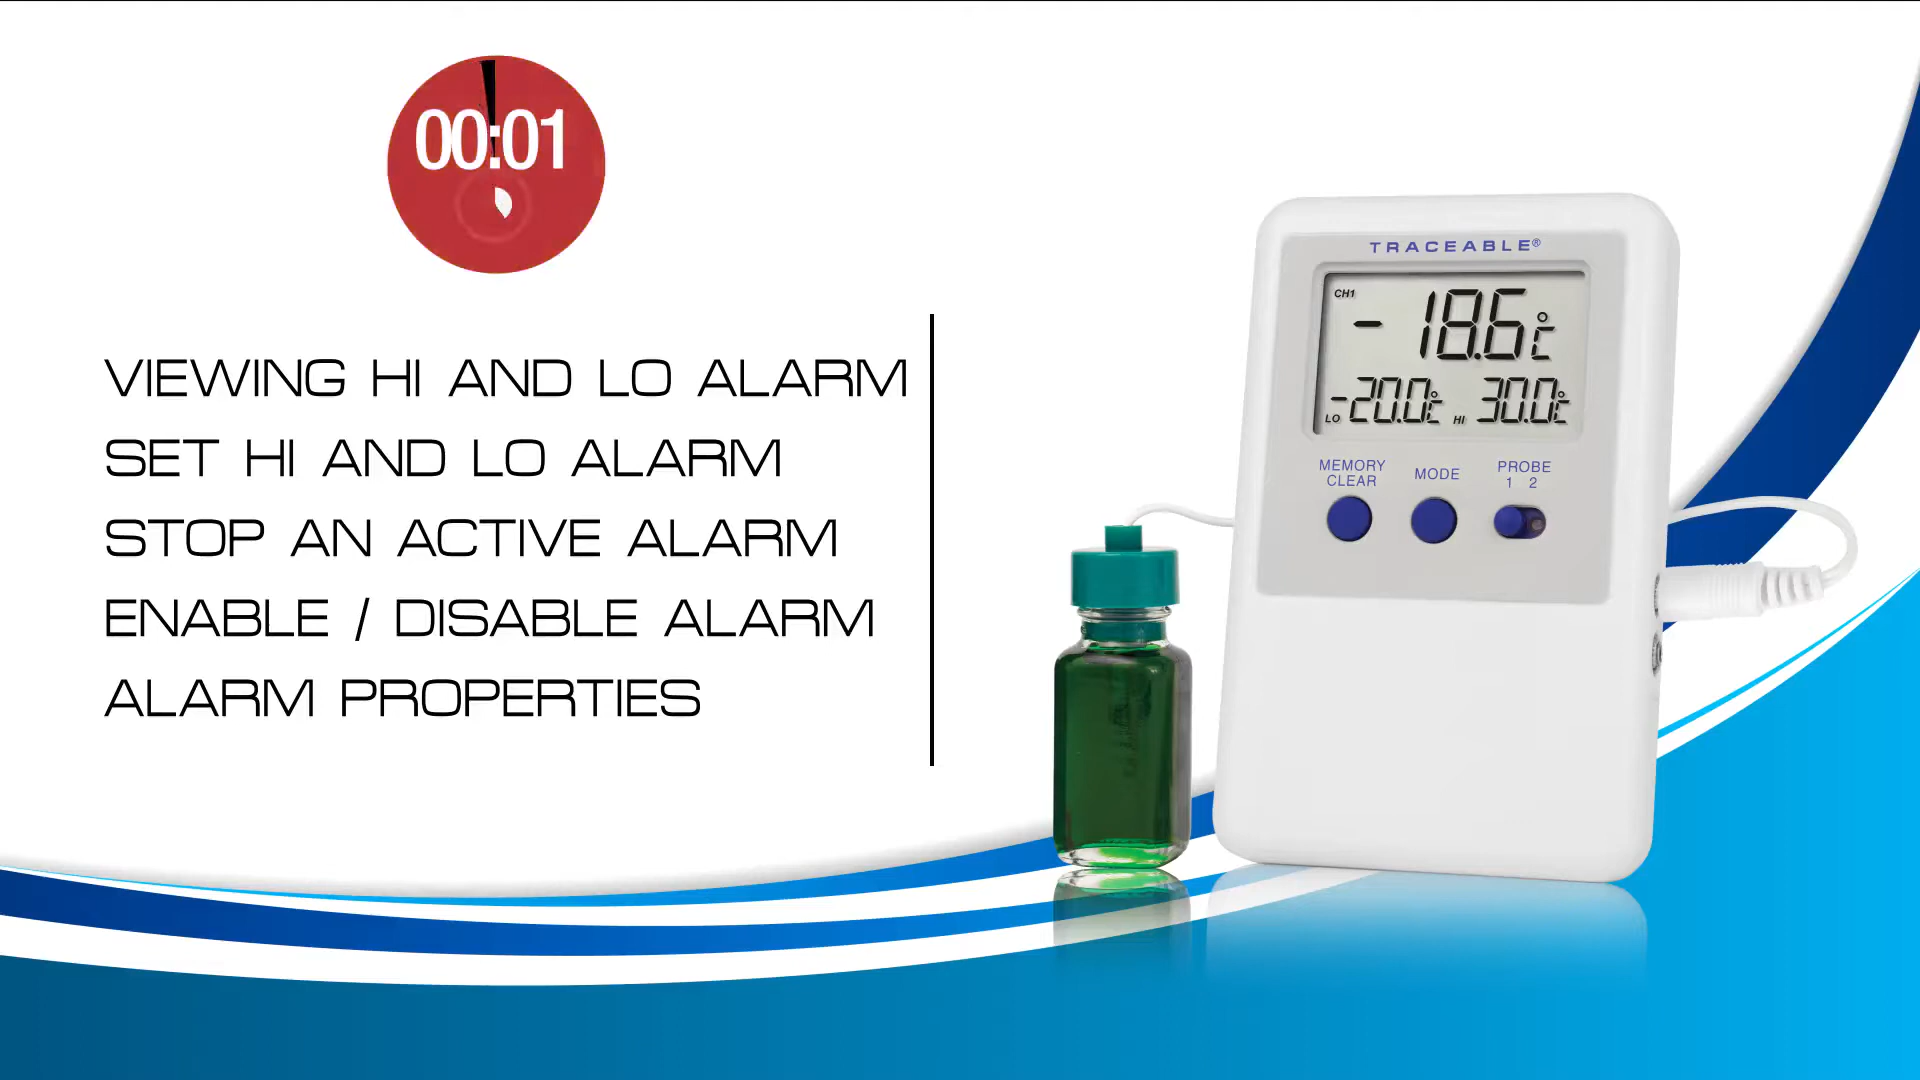 00:01
VIEWING HI AND LO ALARM
SET HI AND LO ALARM
STOP AN ACTIVE ALARM
ENABLE / DISABLE ALARM
ALARM PROPERTIES
TRACEABLE®
CH1
-18.6°C
LO -20.0°C HI 30.0°C
MEMORY CLEAR
MODE
PROBE
1 2